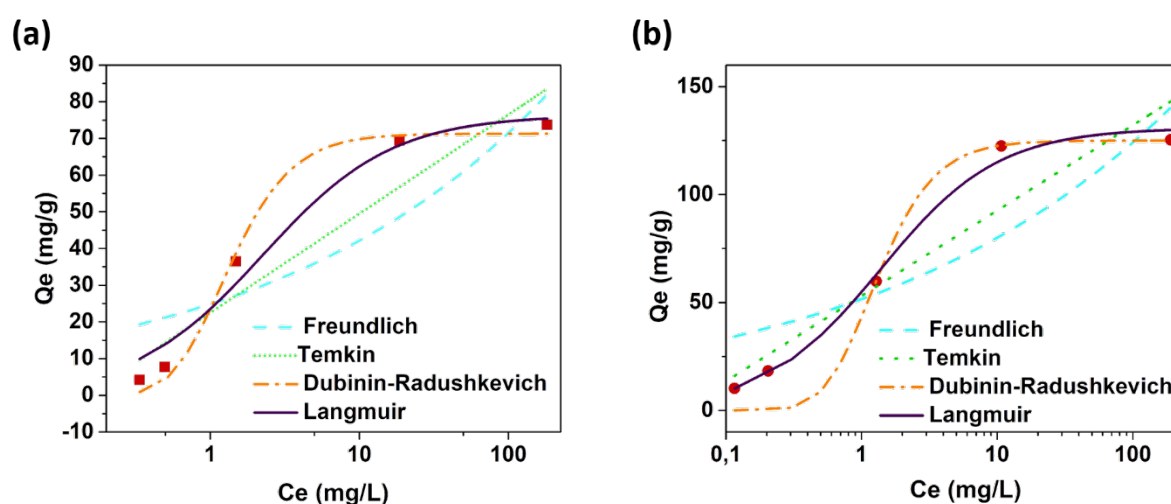 (a)
90
80
70
60
50
40
30
20
10
0
-10
Qe (mg/g)
Freundlich
Temkin
Dubinin-Radushkevich
Langmuir
1
10
100
Ce (mg/L)
(b)
150
100
50
0
Qe (mg/g)
Freundlich
Temkin
Dubinin-Radushkevich
Langmuir
0,1
1
10
100
Ce (mg/L)